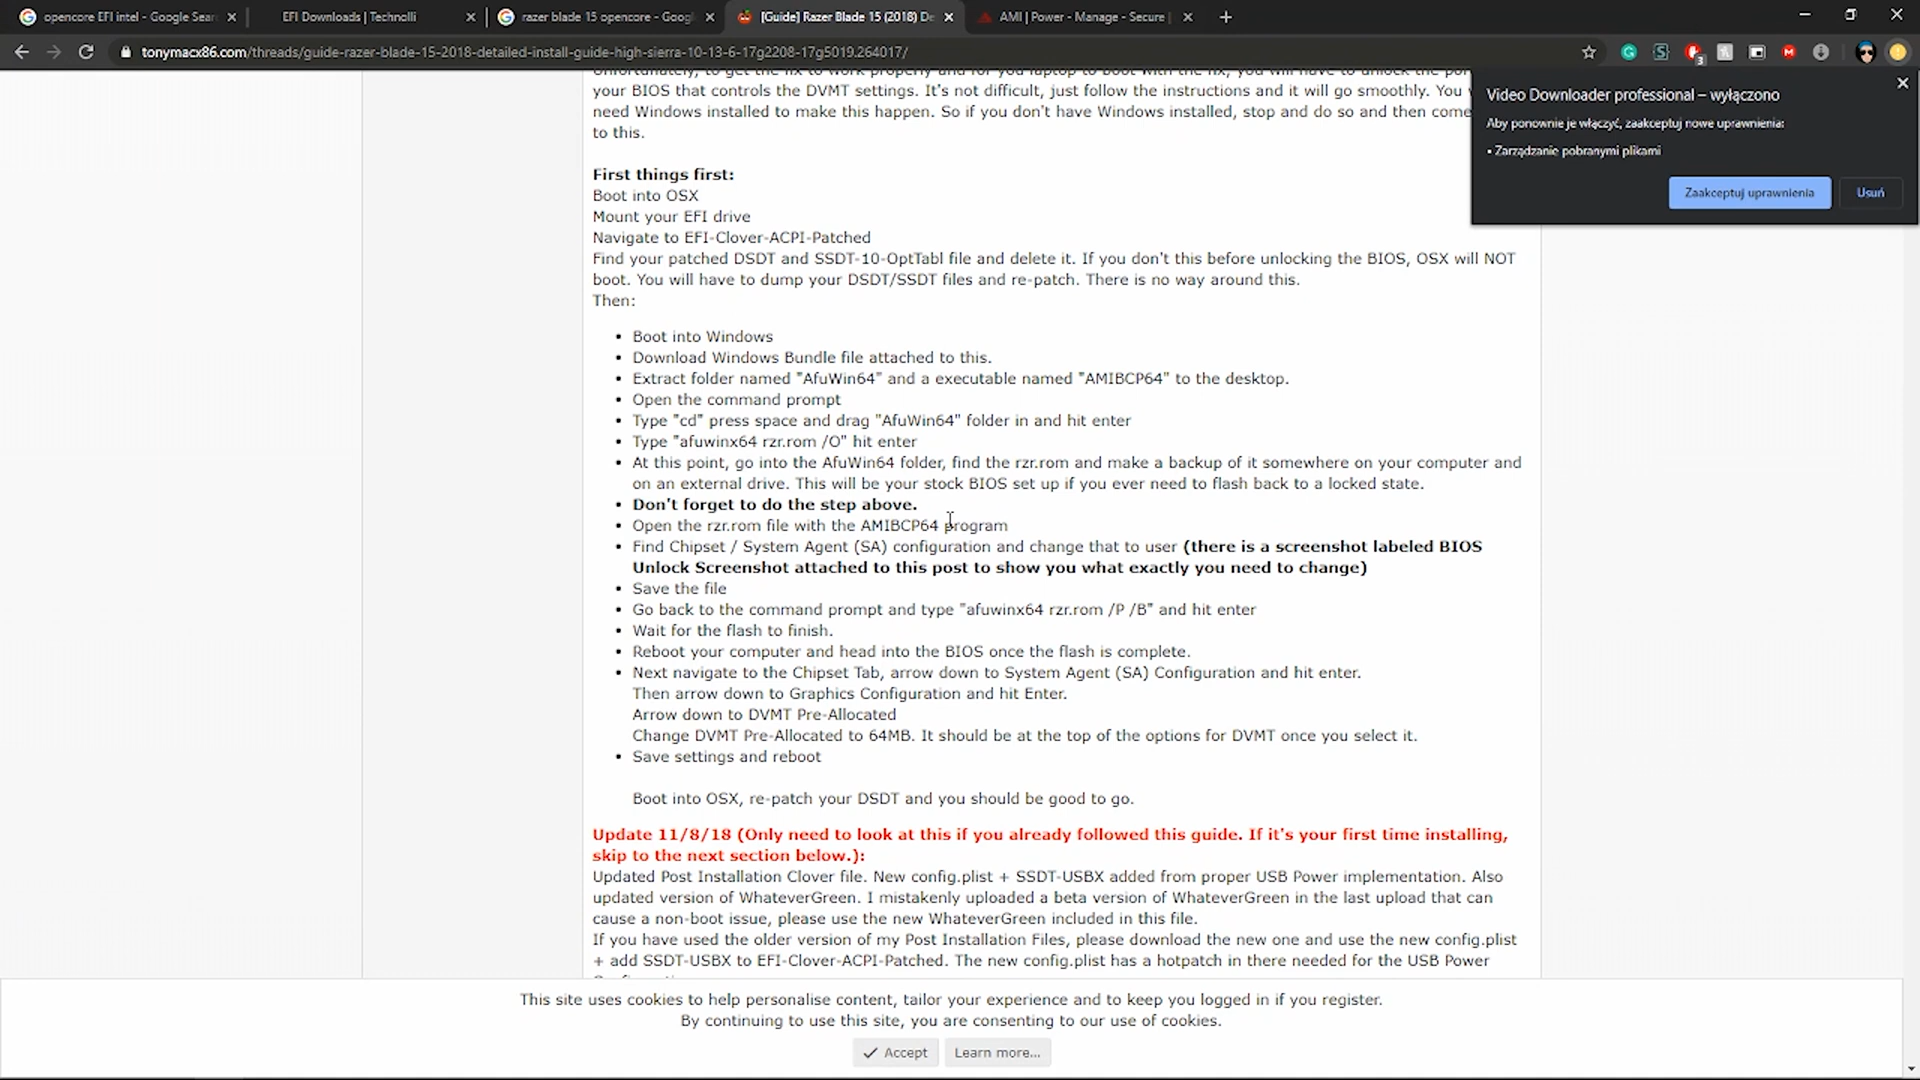 opencore EFI intel - Google Sear
EFI Downloads | Technolli
razer blade 15 opencore - Googl
[Guide] Razer Blade 15 (2018) De
AMI | Power - Manage - Secure |
tonymacx86.com/threads/guide-razer-blade-15-2018-detailed-install-guide-high-sierra-10-13-6-17g2208-17g5019.264017/
3
Unfortunately, to get the fix to work properly and for you laptop to boot with the fix, you will have to unlock the por
your BIOS that controls the DVMT settings. It's not difficult, just follow the instructions and it will go smoothly. You
need Windows installed to make this happen. So if you don't have Windows installed, stop and do so and then come
to this.
Video Downloader professional – wyłączono
Aby ponownie je włączyć, zaakceptuj nowe uprawnienia:
• Zarządzanie pobranymi plikami
Zaakceptuj uprawnienia
Usuń
First things first:
Boot into OSX
Mount your EFI drive
Navigate to EFI-Clover-ACPI-Patched
Find your patched DSDT and SSDT-10-OptTabl file and delete it. If you don't this before unlocking the BIOS, OSX will NOT
boot. You will have to dump your DSDT/SSDT files and re-patch. There is no way around this.
Then:
• Boot into Windows
• Download Windows Bundle file attached to this.
• Extract folder named "AfuWin64" and a executable named "AMIBCP64" to the desktop.
• Open the command prompt
• Type "cd" press space and drag "AfuWin64" folder in and hit enter
• Type "afuwinx64 rzr.rom /O" hit enter
• At this point, go into the AfuWin64 folder, find the rzr.rom and make a backup of it somewhere on your computer and
on an external drive. This will be your stock BIOS set up if you ever need to flash back to a locked state.
• Don't forget to do the step above.
• Open the rzr.rom file with the AMIBCP64 program
• Find Chipset / System Agent (SA) configuration and change that to user (there is a screenshot labeled BIOS
Unlock Screenshot attached to this post to show you what exactly you need to change)
• Save the file
• Go back to the command prompt and type "afuwinx64 rzr.rom /P /B" and hit enter
• Wait for the flash to finish.
• Reboot your computer and head into the BIOS once the flash is complete.
• Next navigate to the Chipset Tab, arrow down to System Agent (SA) Configuration and hit enter.
Then arrow down to Graphics Configuration and hit Enter.
Arrow down to DVMT Pre-Allocated
Change DVMT Pre-Allocated to 64MB. It should be at the top of the options for DVMT once you select it.
• Save settings and reboot
Boot into OSX, re-patch your DSDT and you should be good to go.
Update 11/8/18 (Only need to look at this if you already followed this guide. If it's your first time installing,
skip to the next section below.):
Updated Post Installation Clover file. New config.plist + SSDT-USBX added from proper USB Power implementation. Also
updated version of WhateverGreen. I mistakenly uploaded a beta version of WhateverGreen in the last upload that can
cause a non-boot issue, please use the new WhateverGreen included in this file.
If you have used the older version of my Post Installation Files, please download the new one and use the new config.plist
+ add SSDT-USBX to EFI-Clover-ACPI-Patched. The new config.plist has a hotpatch in there needed for the USB Power
This site uses cookies to help personalise content, tailor your experience and to keep you logged in if you register.
By continuing to use this site, you are consenting to our use of cookies.
Accept
Learn more...